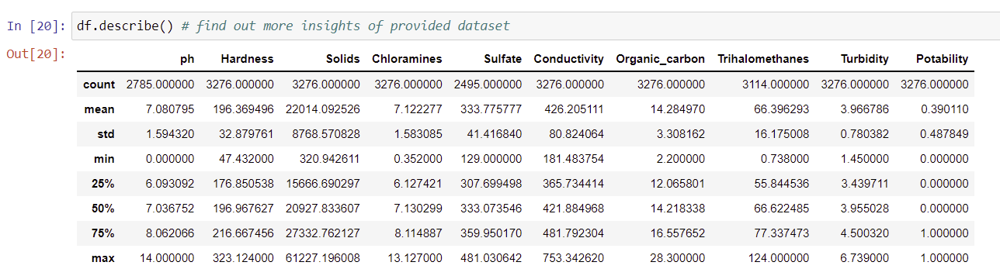 In [20]: df.describe() # find out more insights of provided dataset
Out[20]:
ph Hardness Solids Chloramines Sulfate Conductivity Organic_carbon Trihalomethanes Turbidity Potability
count 2785.000000 3276.000000 3276.000000 3276.000000 2495.000000 3276.000000 3276.000000 3114.000000 3276.000000 3276.000000
mean 7.080795 196.369496 22014.092526 7.122277 333.775777 426.205111 14.284970 66.396293 3.966786 0.390110
std 1.594320 32.879761 8768.570828 1.583085 41.416840 80.824064 3.308162 16.175008 0.780382 0.487849
min 0.000000 47.432000 320.942611 0.352000 129.000000 181.483754 2.200000 0.738000 1.450000 0.000000
25% 6.093092 176.850538 15666.690297 6.127421 307.699498 365.734414 12.065801 55.844536 3.439711 0.000000
50% 7.036752 196.967627 20927.833607 7.130299 333.073546 421.884968 14.218338 66.622485 3.955028 0.000000
75% 8.062066 216.667456 27332.762127 8.114887 359.950170 481.792304 16.557652 77.337473 4.500320 1.000000
max 14.000000 323.124000 61227.196008 13.127000 481.030642 753.342620 28.300000 124.000000 6.739000 1.000000